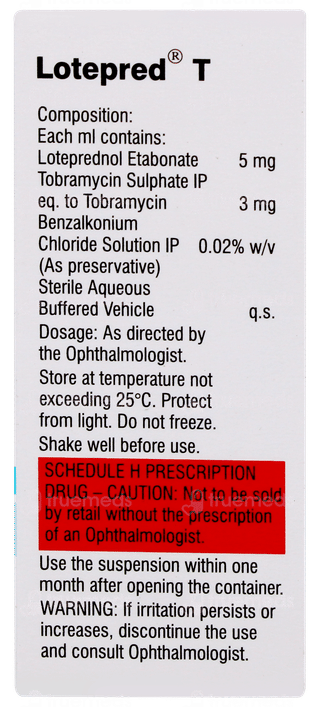 Lotepred® T
Composition:
Each ml contains:
Loteprednol Etabonate 5 mg
Tobramycin Sulphate IP
eq. to Tobramycin 3 mg
Benzalkonium
Chloride Solution IP 0.02% w/v
(As preservative)
Sterile Aqueous
Buffered Vehicle q.s.
Dosage: As directed by
the Ophthalmologist.
Store at temperature not
exceeding 25°C. Protect
from light. Do not freeze.
Shake well before use.
SCHEDULE H PRESCRIPTION
DRUG – CAUTION: Not to be sold
by retail without the prescription
of an Ophthalmologist.
truemeds truemeds
Use the suspension within one
month after opening the container.
WARNING: If irritation persists or
increases, discontinue the use
and consult Ophthalmologist.